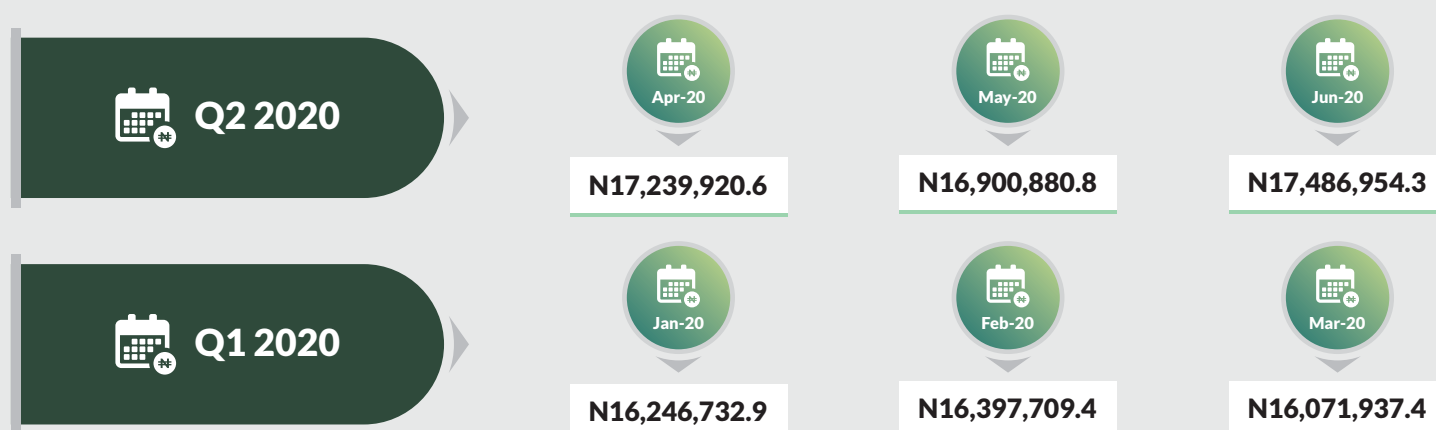 Q2 2020
Apr-20
May-20
Jun-20
N17,239,920.6
N16,900,880.8
N17,486,954.3
Q1 2020
Jan-20
Feb-20
Mar-20
N16,246,732.9
N16,397,709.4
N16,071,937.4